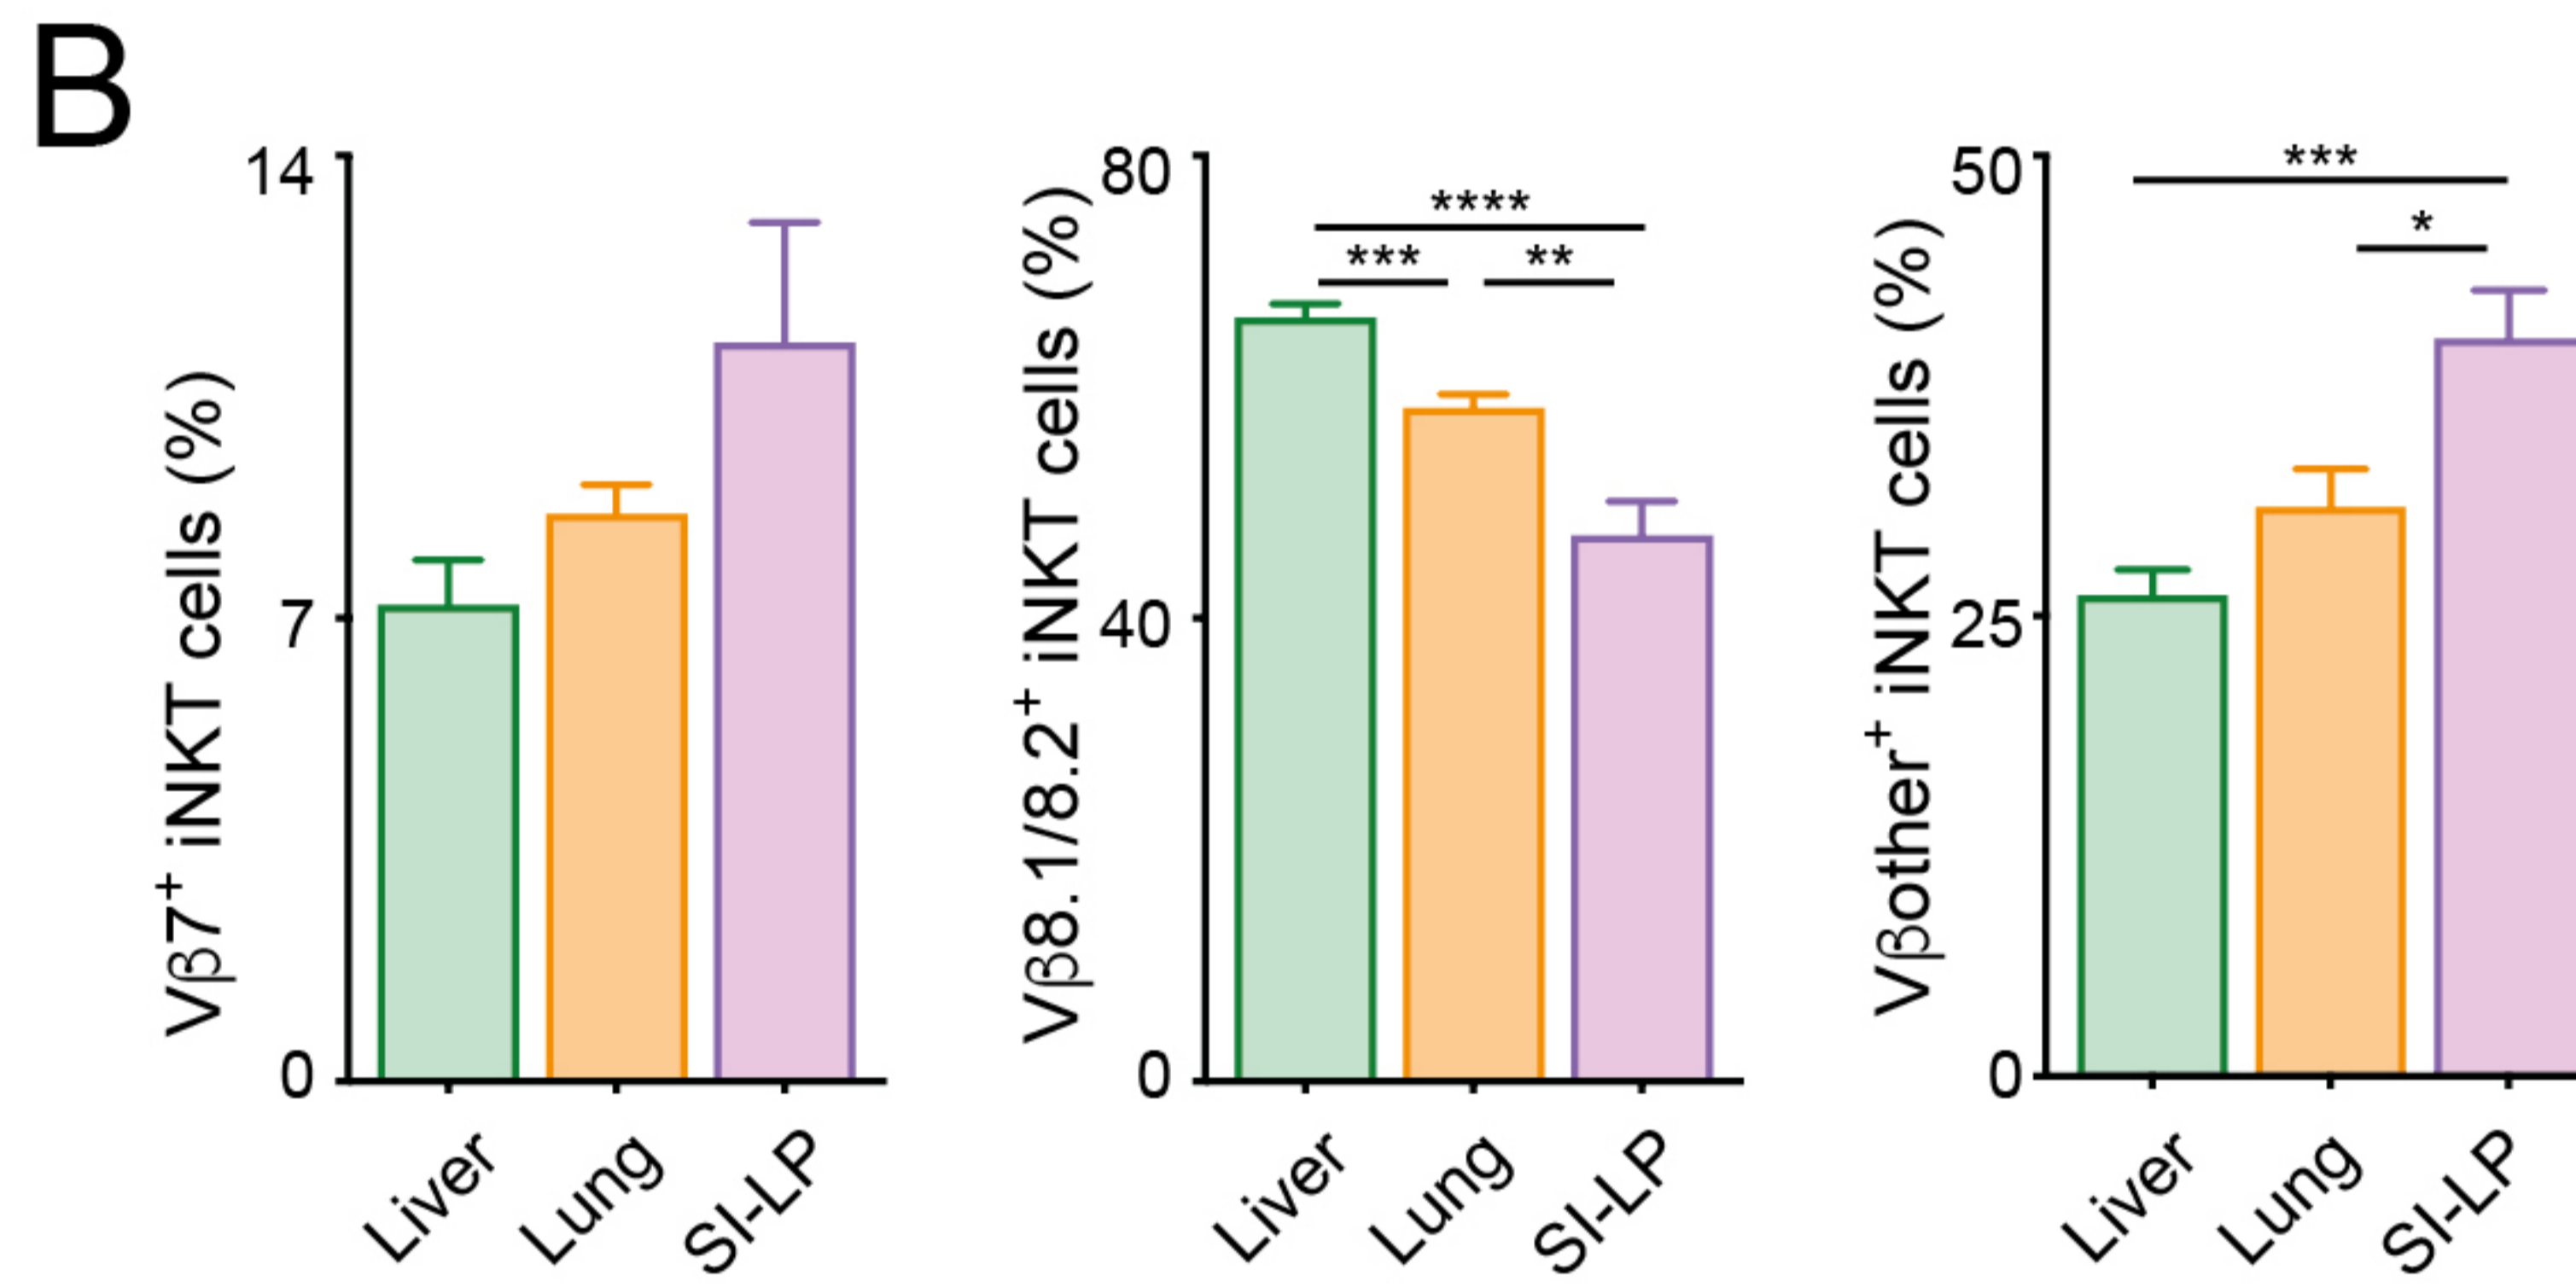 B
Vβ7⁺ iNKT cells (%)
14
7
0
Liver
Lung
SI-LP
Vβ8.1/8.2⁺ iNKT cells (%)
80
40
0
****
***
**
Liver
Lung
SI-LP
Vβother⁺ iNKT cells (%)
50
25
0
***
*
Liver
Lung
SI-LP